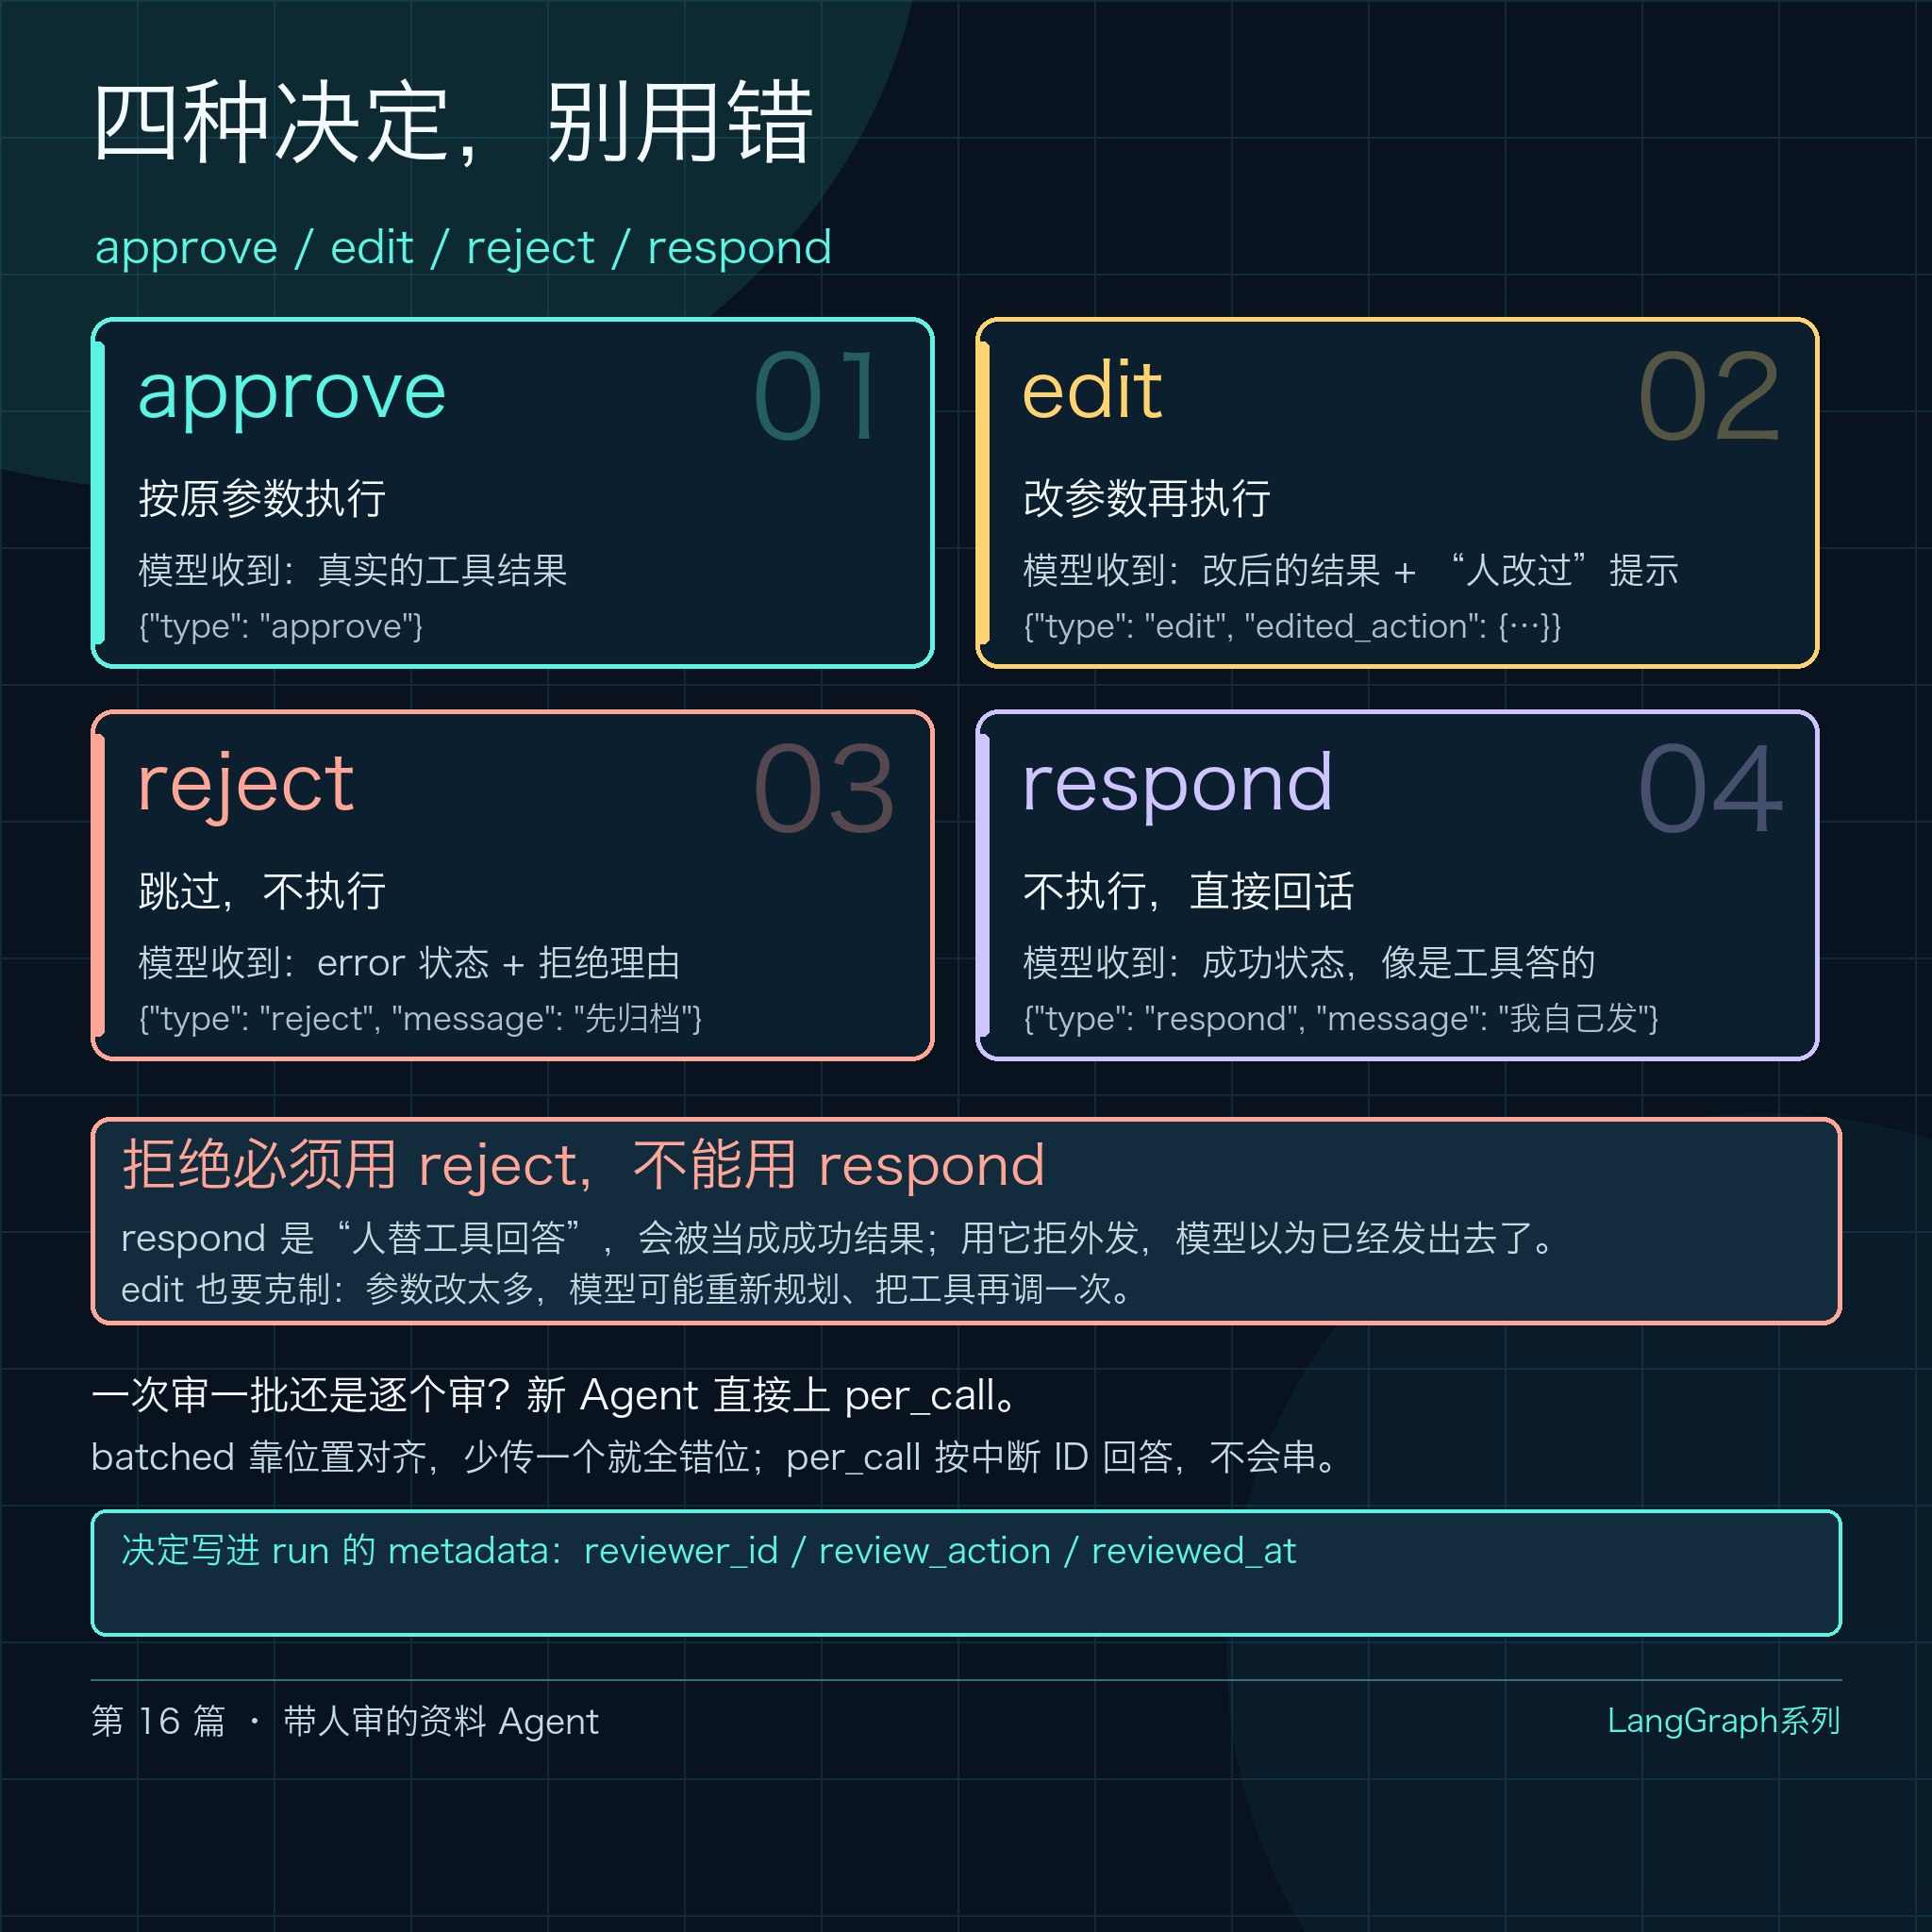 四种决定，别用错
approve / edit / reject / respond
approve 01
按原参数执行
模型收到：真实的工具结果
{"type": "approve"}
edit 02
改参数再执行
模型收到：改后的结果 + “人改过”提示
{"type": "edit", "edited_action": {…}}
reject 03
跳过，不执行
模型收到：error 状态 + 拒绝理由
{"type": "reject", "message": "先归档"}
respond 04
不执行，直接回话
模型收到：成功状态，像是工具答的
{"type": "respond", "message": "我自己发"}
拒绝必须用 reject，不能用 respond
respond 是“人替工具回答”，会被当成成功结果；用它拒外发，模型以为已经发出去了。
edit 也要克制：参数改太多，模型可能重新规划、把工具再调一次。
一次审一批还是逐个审？新 Agent 直接上 per_call。
batched 靠位置对齐，少传一个就全错位；per_call 按中断 ID 回答，不会串。
决定写进 run 的 metadata：reviewer_id / review_action / reviewed_at
第 16 篇 · 带人审的资料 Agent
LangGraph系列